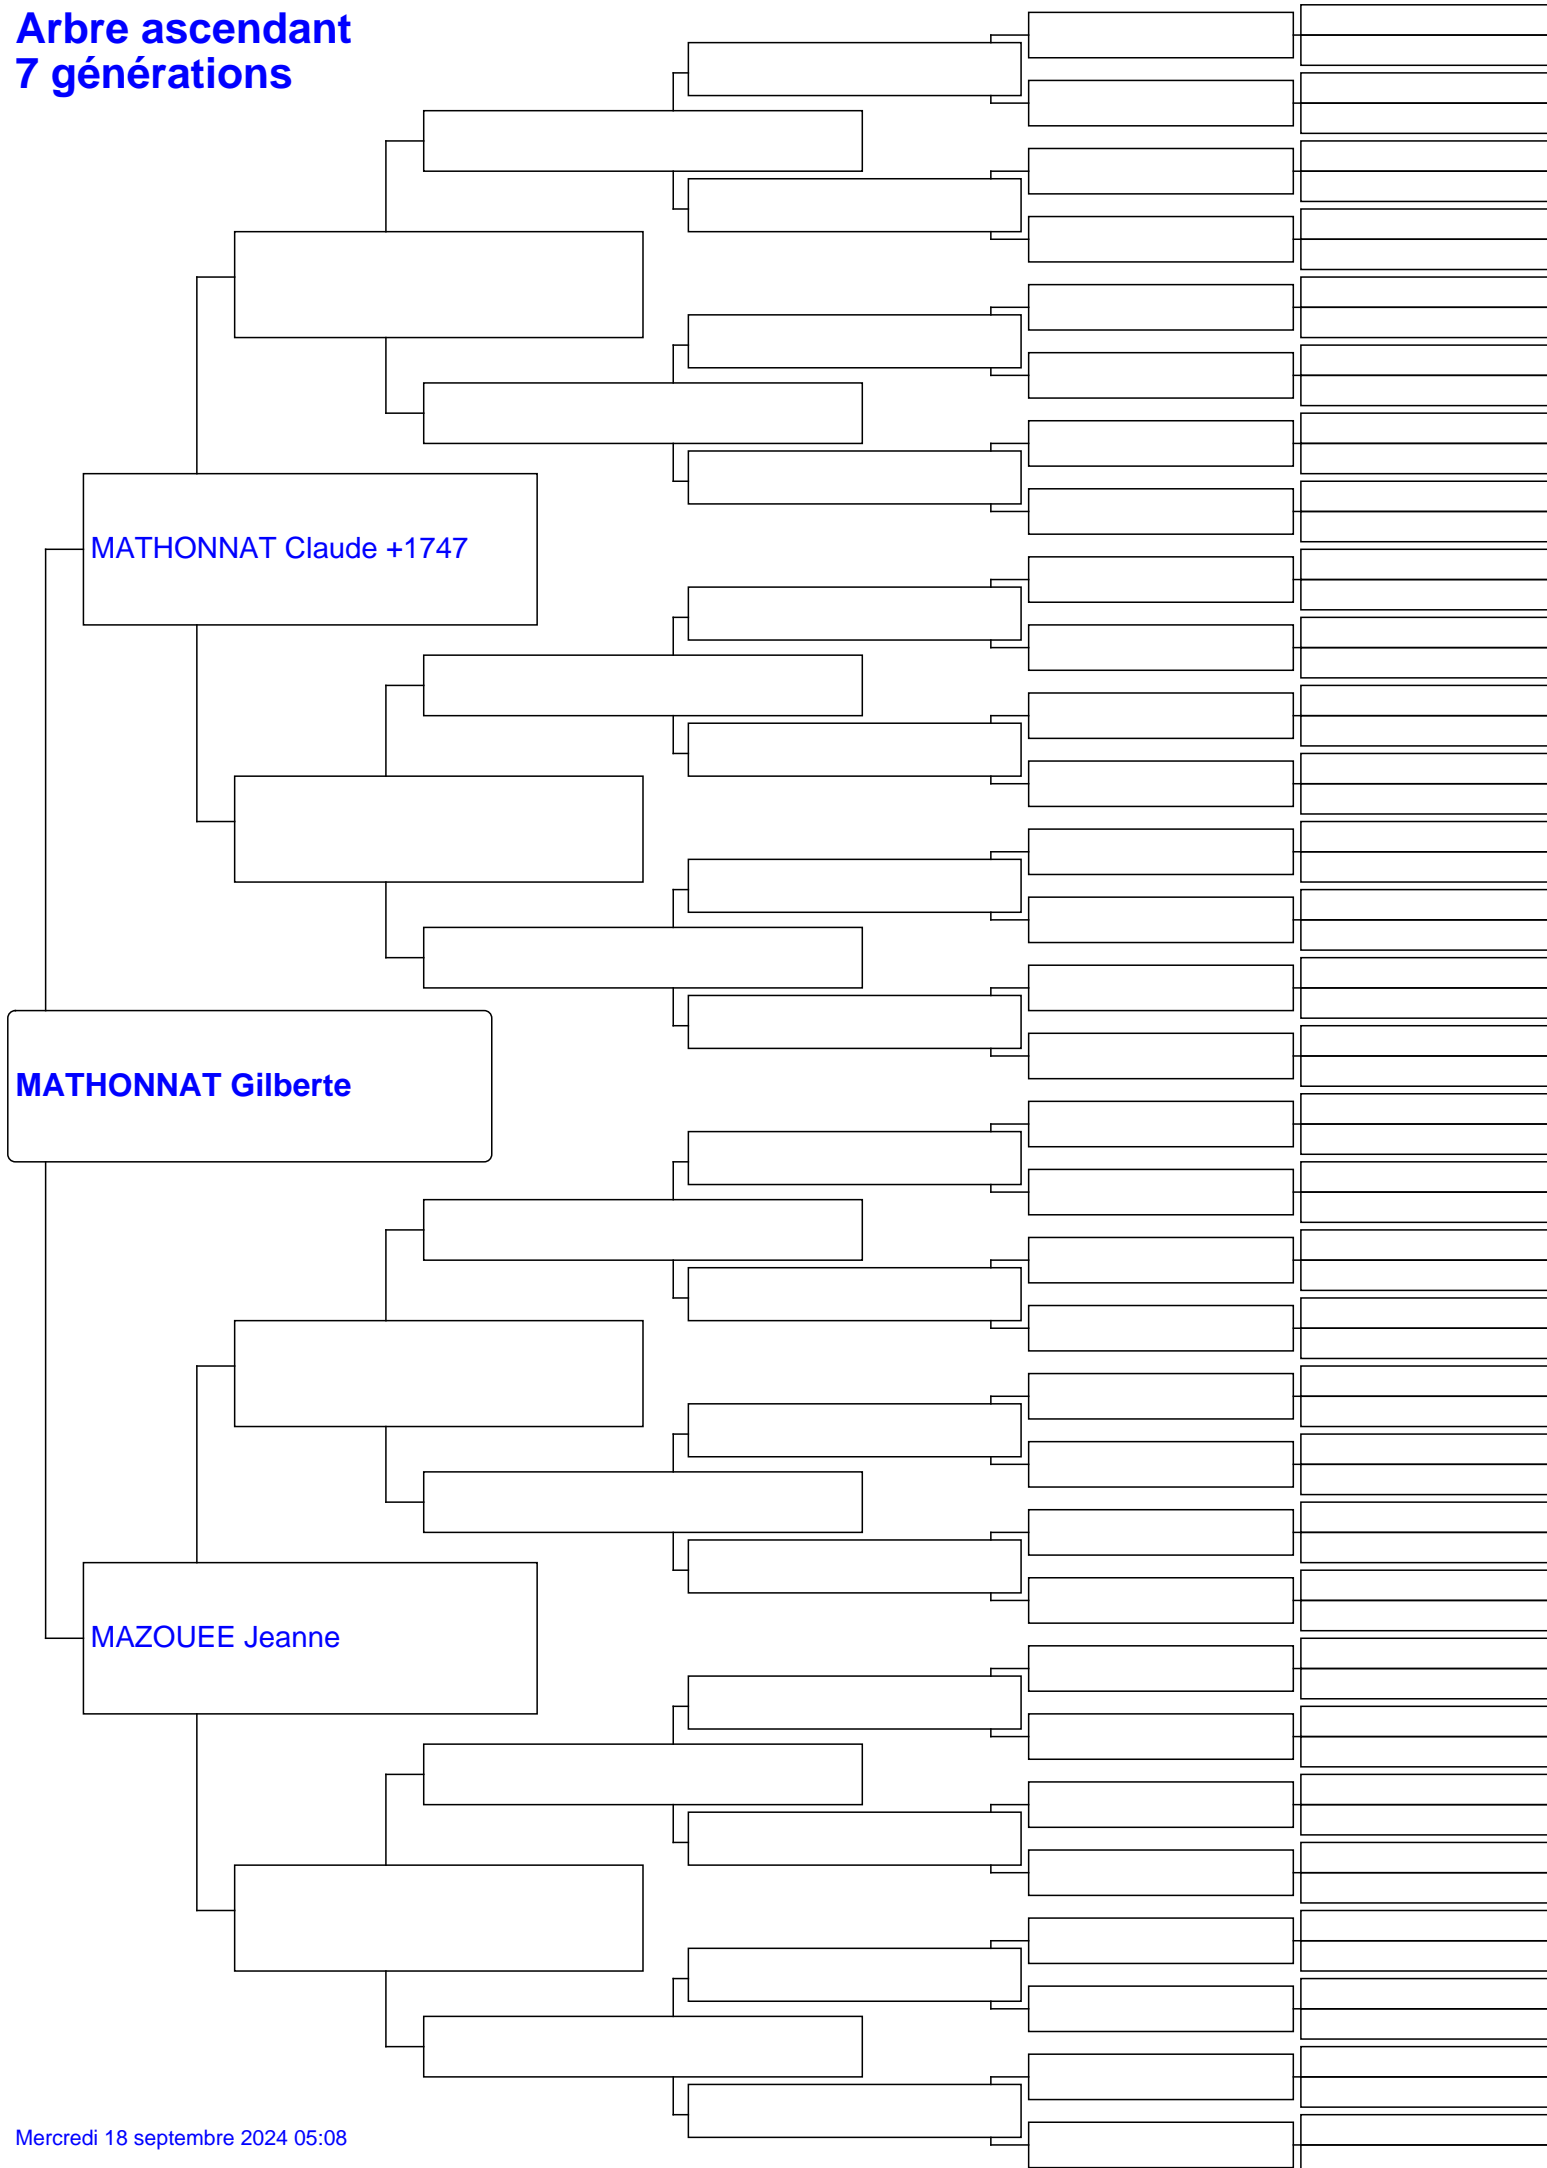 Arbre ascendant
7 générations
MATHONNAT Claude +1747
MATHONNAT Gilberte
MAZOUEE Jeanne
Mercredi 18 septembre 2024 05:08